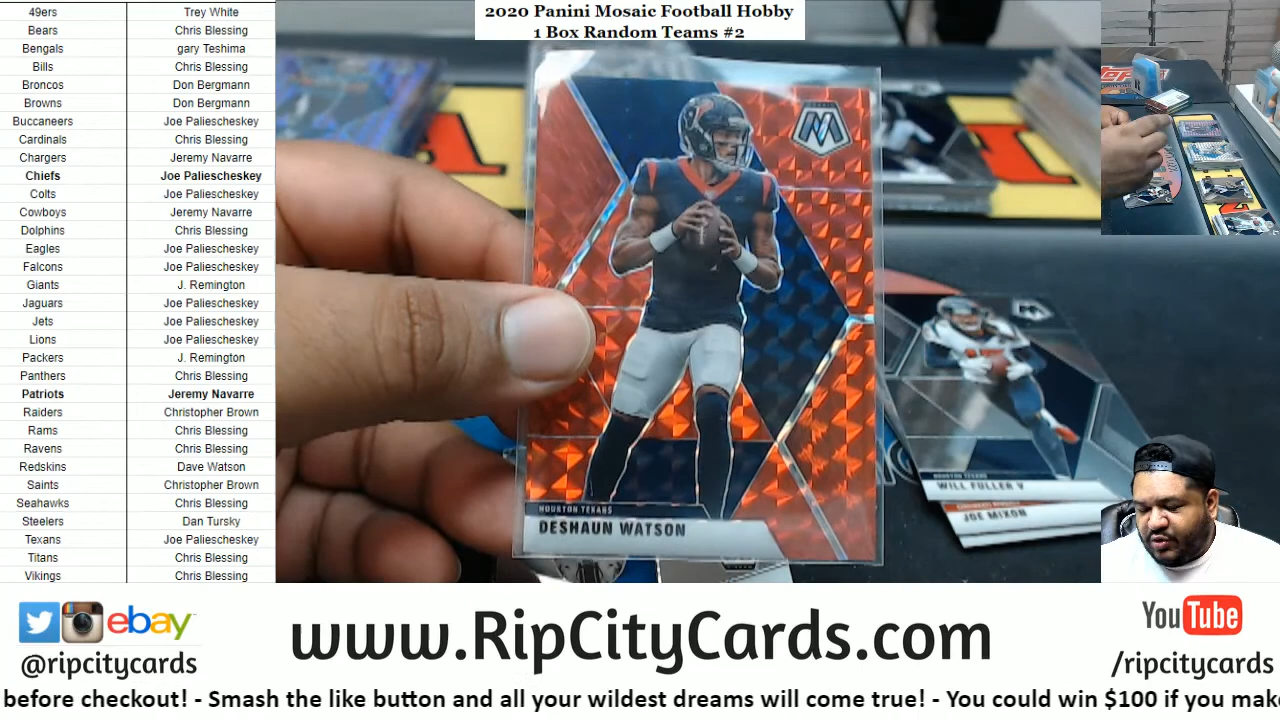 2020 Panini Mosaic Football Hobby
1 Box Random Teams #2
49ers Trey White
Bears Chris Blessing
Bengals gary Teshima
Bills Chris Blessing
Broncos Don Bergmann
Browns Don Bergmann
Buccaneers Joe Paliescheskey
Cardinals Chris Blessing
Chargers Jeremy Navarre
Chiefs Joe Paliescheskey
Colts Joe Paliescheskey
Cowboys Jeremy Navarre
Dolphins Chris Blessing
Eagles Joe Paliescheskey
Falcons Joe Paliescheskey
Giants J. Remington
Jaguars Joe Paliescheskey
Jets Joe Paliescheskey
Lions Joe Paliescheskey
Packers J. Remington
Panthers Chris Blessing
Patriots Jeremy Navarre
Raiders Christopher Brown
Rams Chris Blessing
Ravens Chris Blessing
Redskins Dave Watson
Saints Christopher Brown
Seahawks Chris Blessing
Steelers Dan Tursky
Texans Joe Paliescheskey
Titans Chris Blessing
Vikings Chris Blessing
MOSAIC
M
HOUSTON TEXANS
DESHAUN WATSON
HOUSTON TEXANS
WILL FULLER V
JOE MIXON
ebay
@ripcitycards
www.RipCityCards.com
YouTube
/ripcitycards
before checkout! - Smash the like button and all your wildest dreams will come true! - You could win $100 if you make